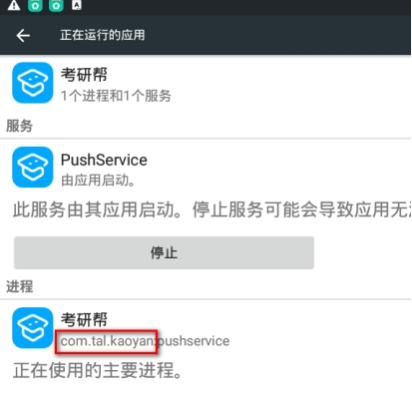 A
正在运行的应用
考研帮
1个进程和1个服务
服务
PushService
由应用启动。
此服务由其应用启动。停止服务可能会导致应用无
停止
进程
考研帮
com.tal.kaoyan:pushservice
正在使用的主要进程。